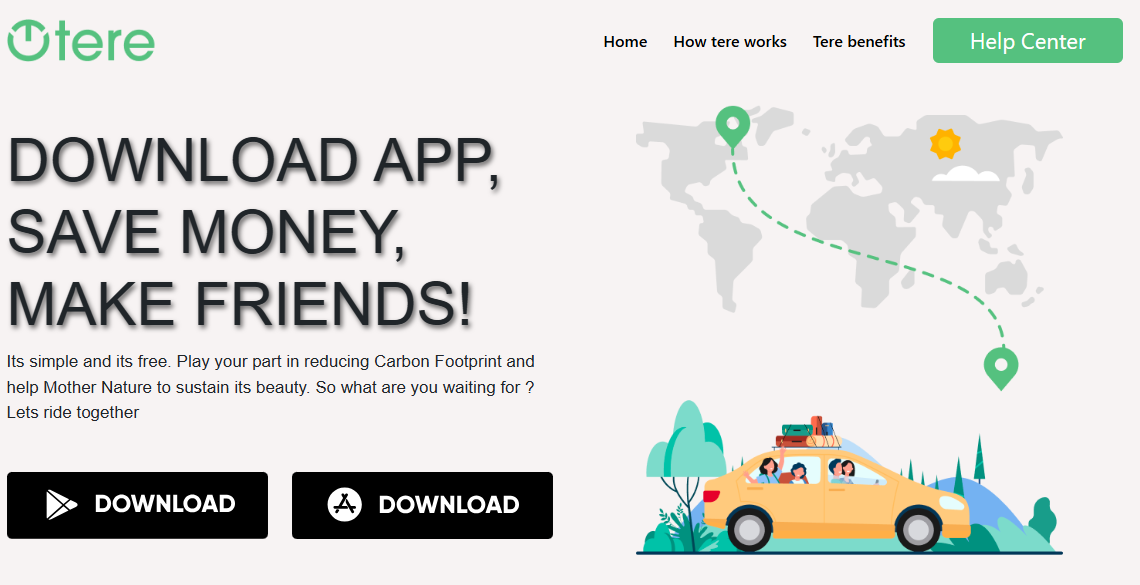 tere
Home How tere works Tere benefits Help Center
DOWNLOAD APP,
SAVE MONEY,
MAKE FRIENDS!
Its simple and its free. Play your part in reducing Carbon Footprint and
help Mother Nature to sustain its beauty. So what are you waiting for ?
Lets ride together
DOWNLOAD DOWNLOAD